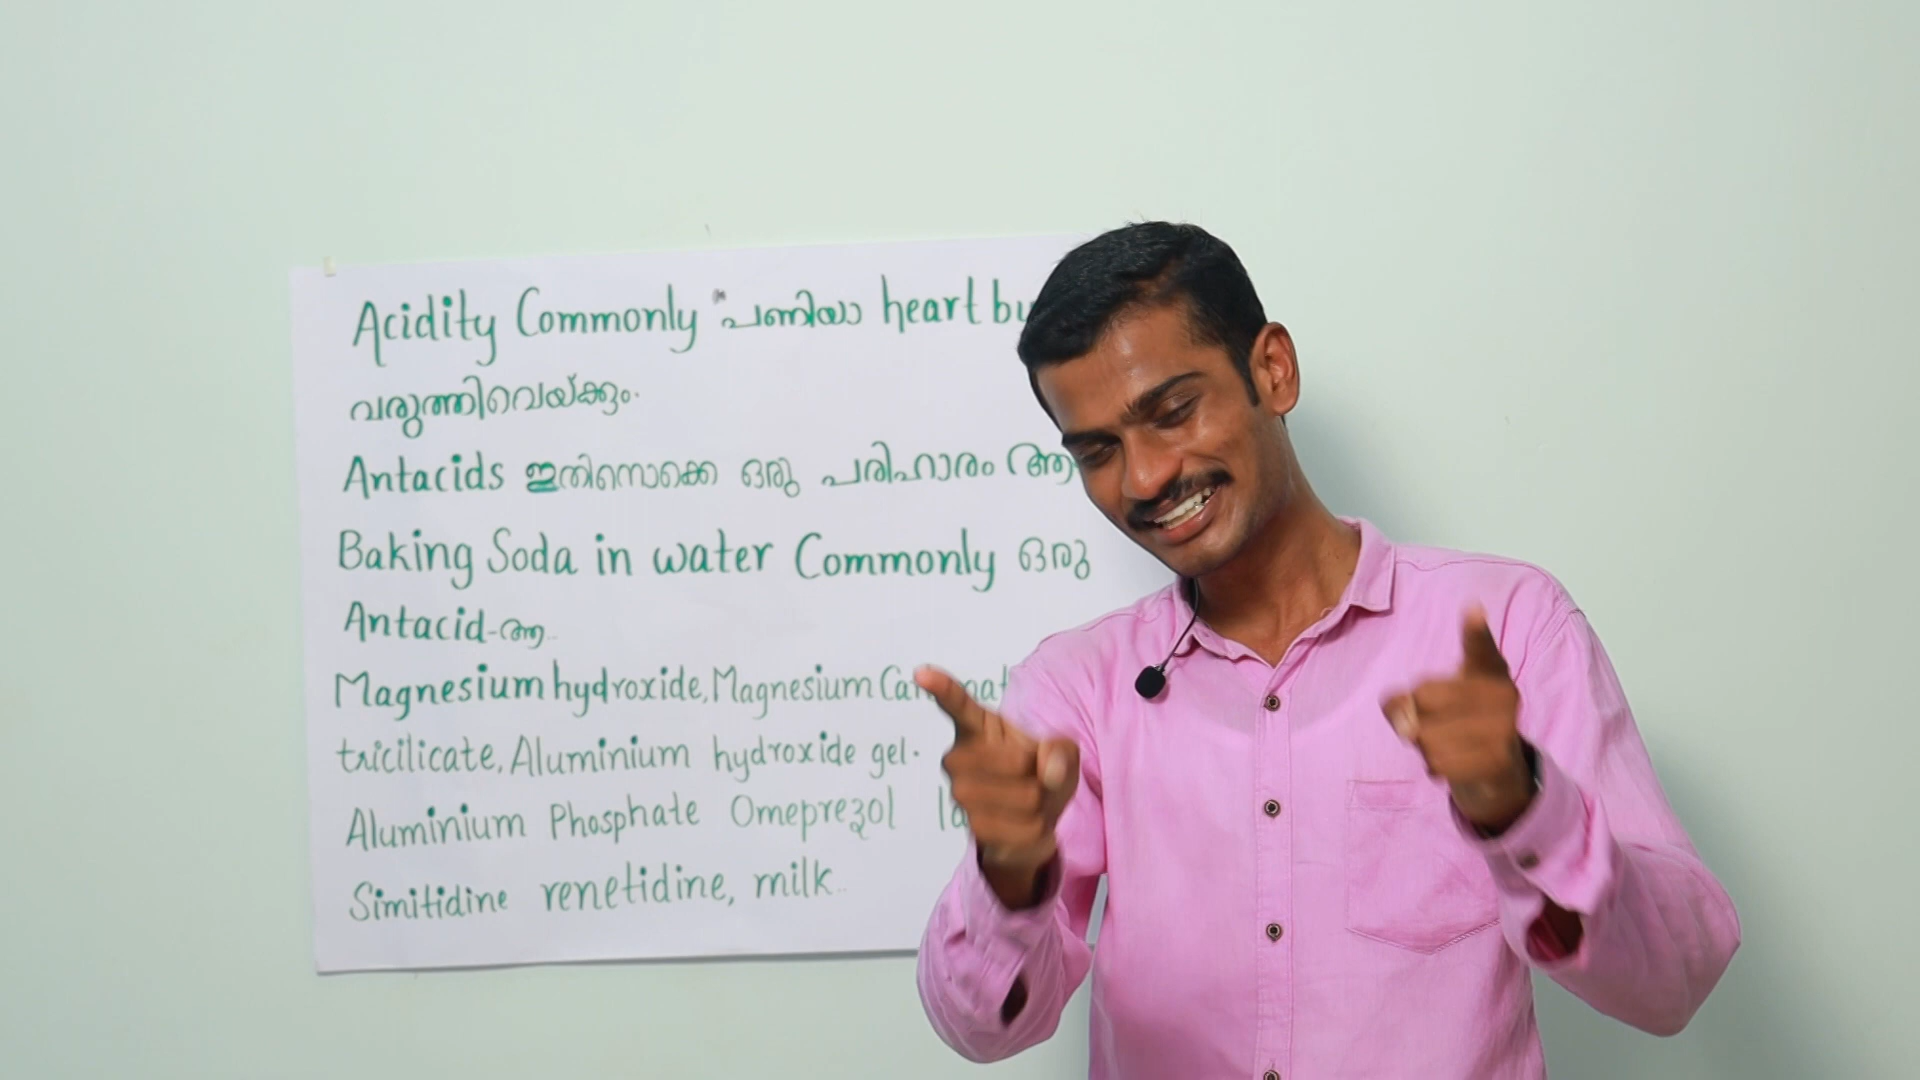 Acidity Commonly "പണിയാ heart bu
വരുത്തിവെയ്ക്കും.
Antacids ഇതിനൊക്കെ ഒരു പരിഹാരം ആ
Baking Soda in water Commonly ഒരു
Antacid-ആ..
Magnesium hydroxide, Magnesium Ca
tricilicate, Aluminium hydroxide gel.
Aluminium Phosphate Omeprezol la
Simitidine renetidine, milk..